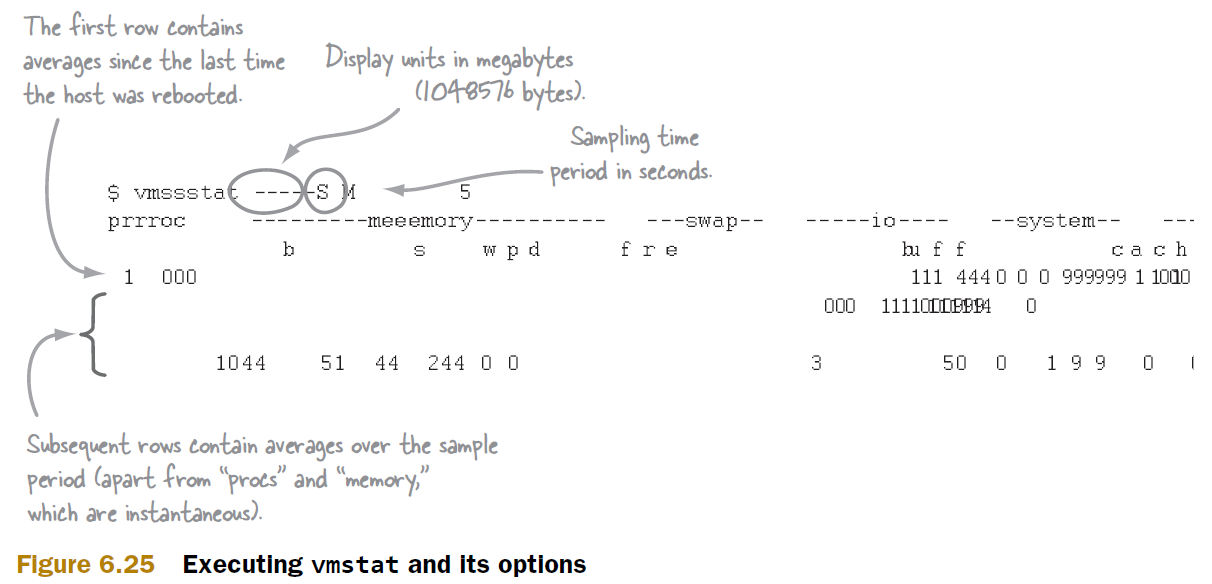 The first row contains
averages since the last time
the host was rebooted.
Display units in megabytes
(1048576 bytes).
Sampling time
period in seconds.
$ vmssstat -----S M 5
prrroc ---------meeemory---------- ---swap-- -----io---- --system-- ---
b s w p d f r e bu f f c a c h
1 000 111 444 0 0 0 999999 1
000 0
1044 51 44 244 0 0 3 50 0 1 9 9 0
Subsequent rows contain averages over the sample
period (apart from “procs” and “memory,”
which are instantaneous).
Figure 6.25 Executing vmstat and its options